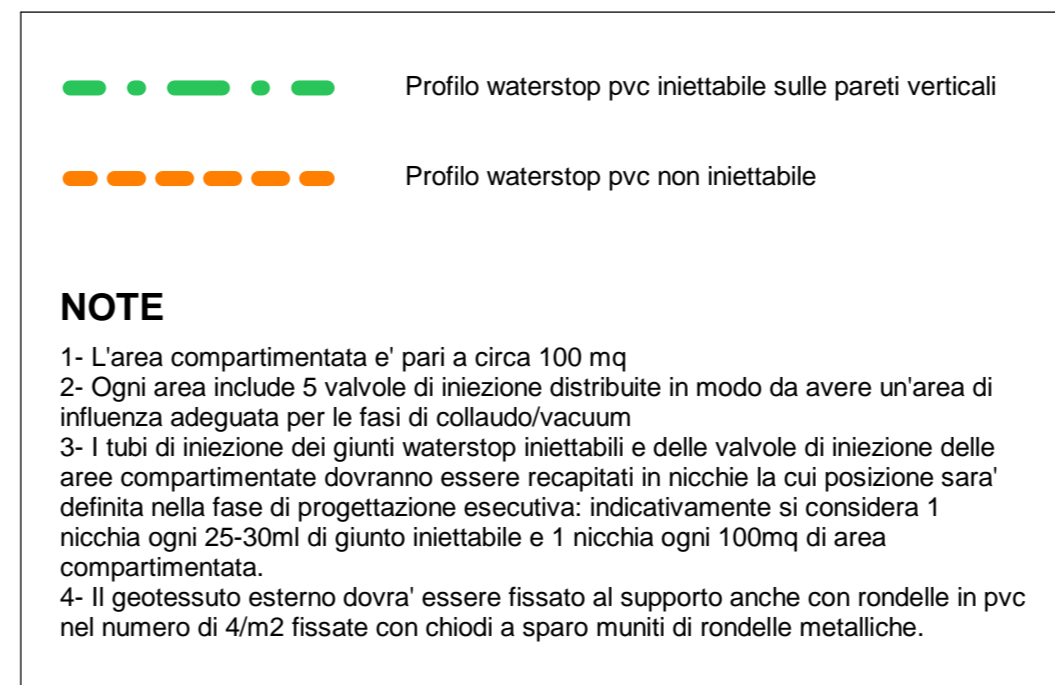 Profilo waterstop pvc iniettabile sulle pareti verticali
Profilo waterstop pvc non iniettabile
NOTE
1- L'area compartimentata e' pari a circa 100 mq
2- Ogni area include 5 valvole di iniezione distribuite in modo da avere un'area di
influenza adeguata per le fasi di collaudo/vacuum
3- I tubi di iniezione dei giunti waterstop iniettabili e delle valvole di iniezione delle
aree compartimentate dovranno essere recapitati in nicchie la cui posizione sara'
definita nella fase di progettazione esecutiva: indicativamente si considera 1
nicchia ogni 25-30ml di giunto iniettabile e 1 nicchia ogni 100mq di area
compartimentata.
4- Il geotessuto esterno dovra' essere fissato al supporto anche con rondelle in pvc
nel numero di 4/m2 fissate con chiodi a sparo muniti di rondelle metalliche.